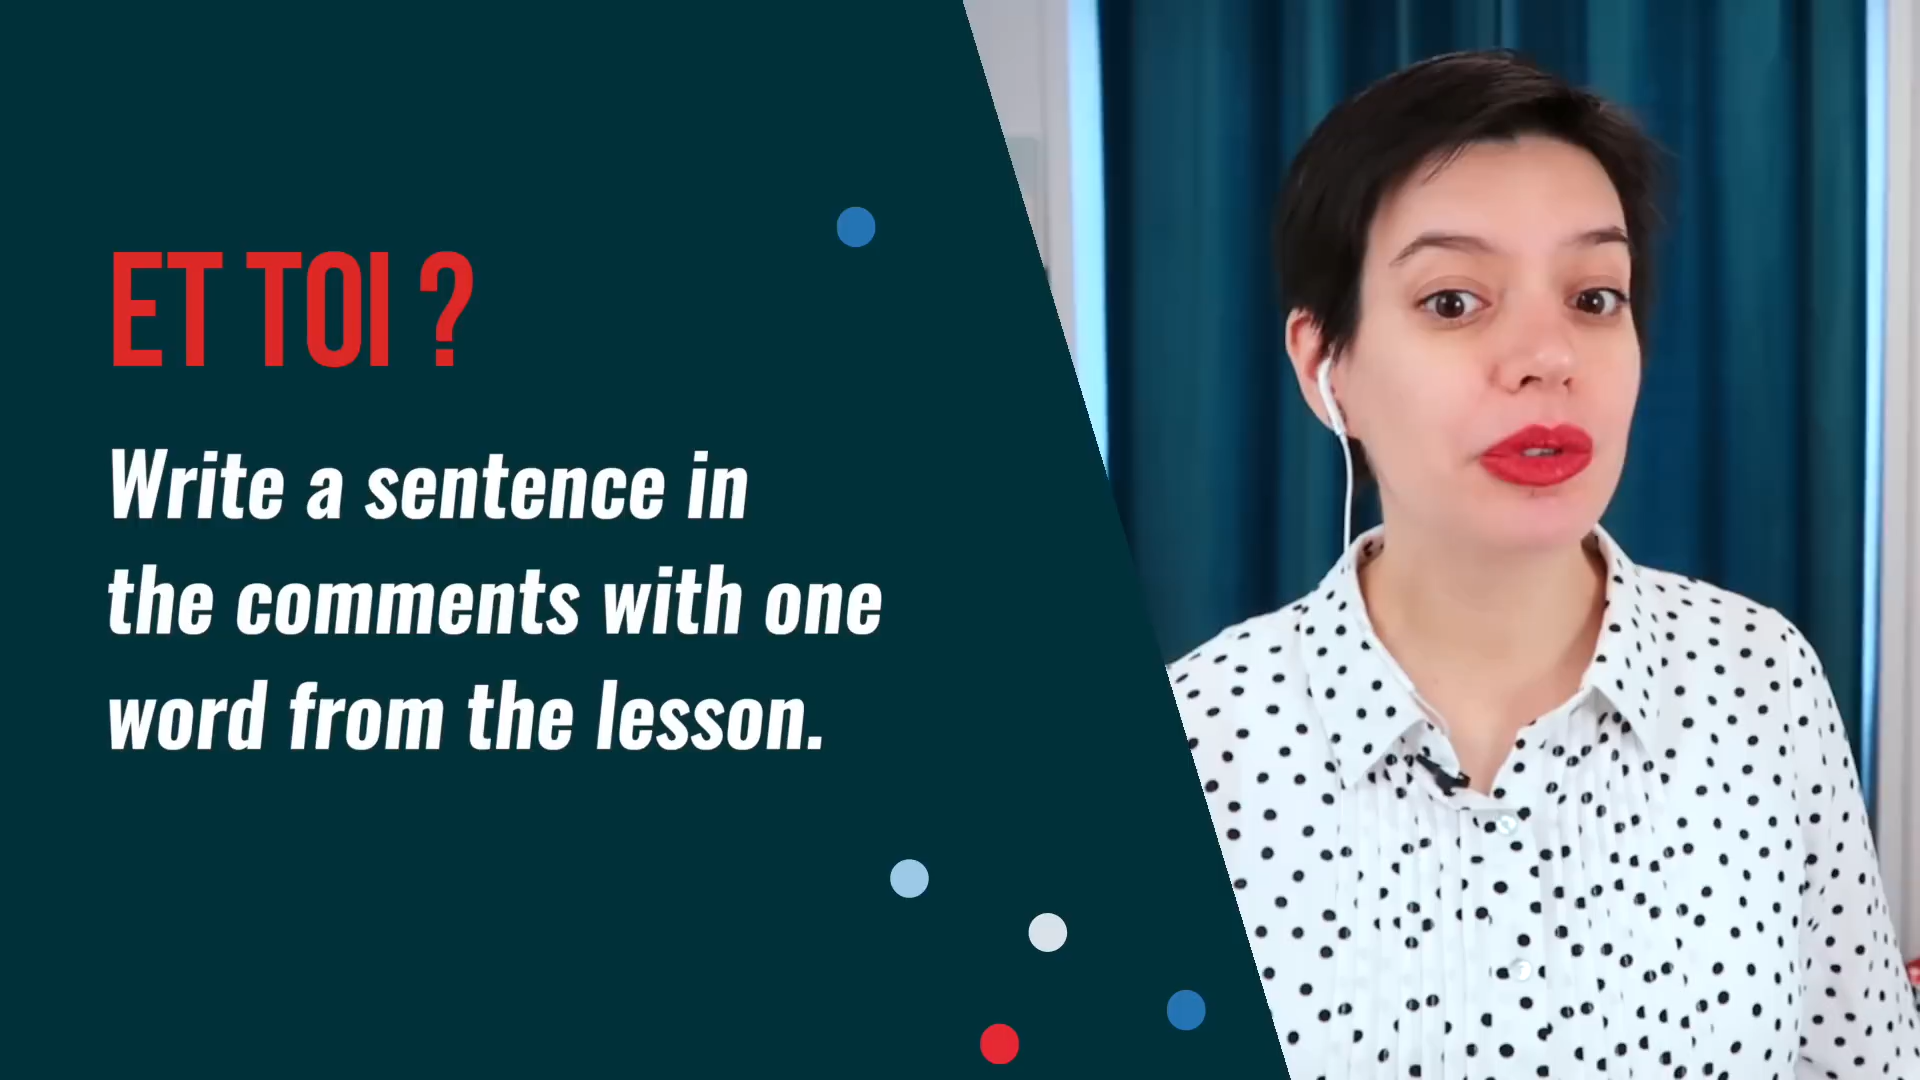 ET TOI ?
Write a sentence in
the comments with one
word from the lesson.